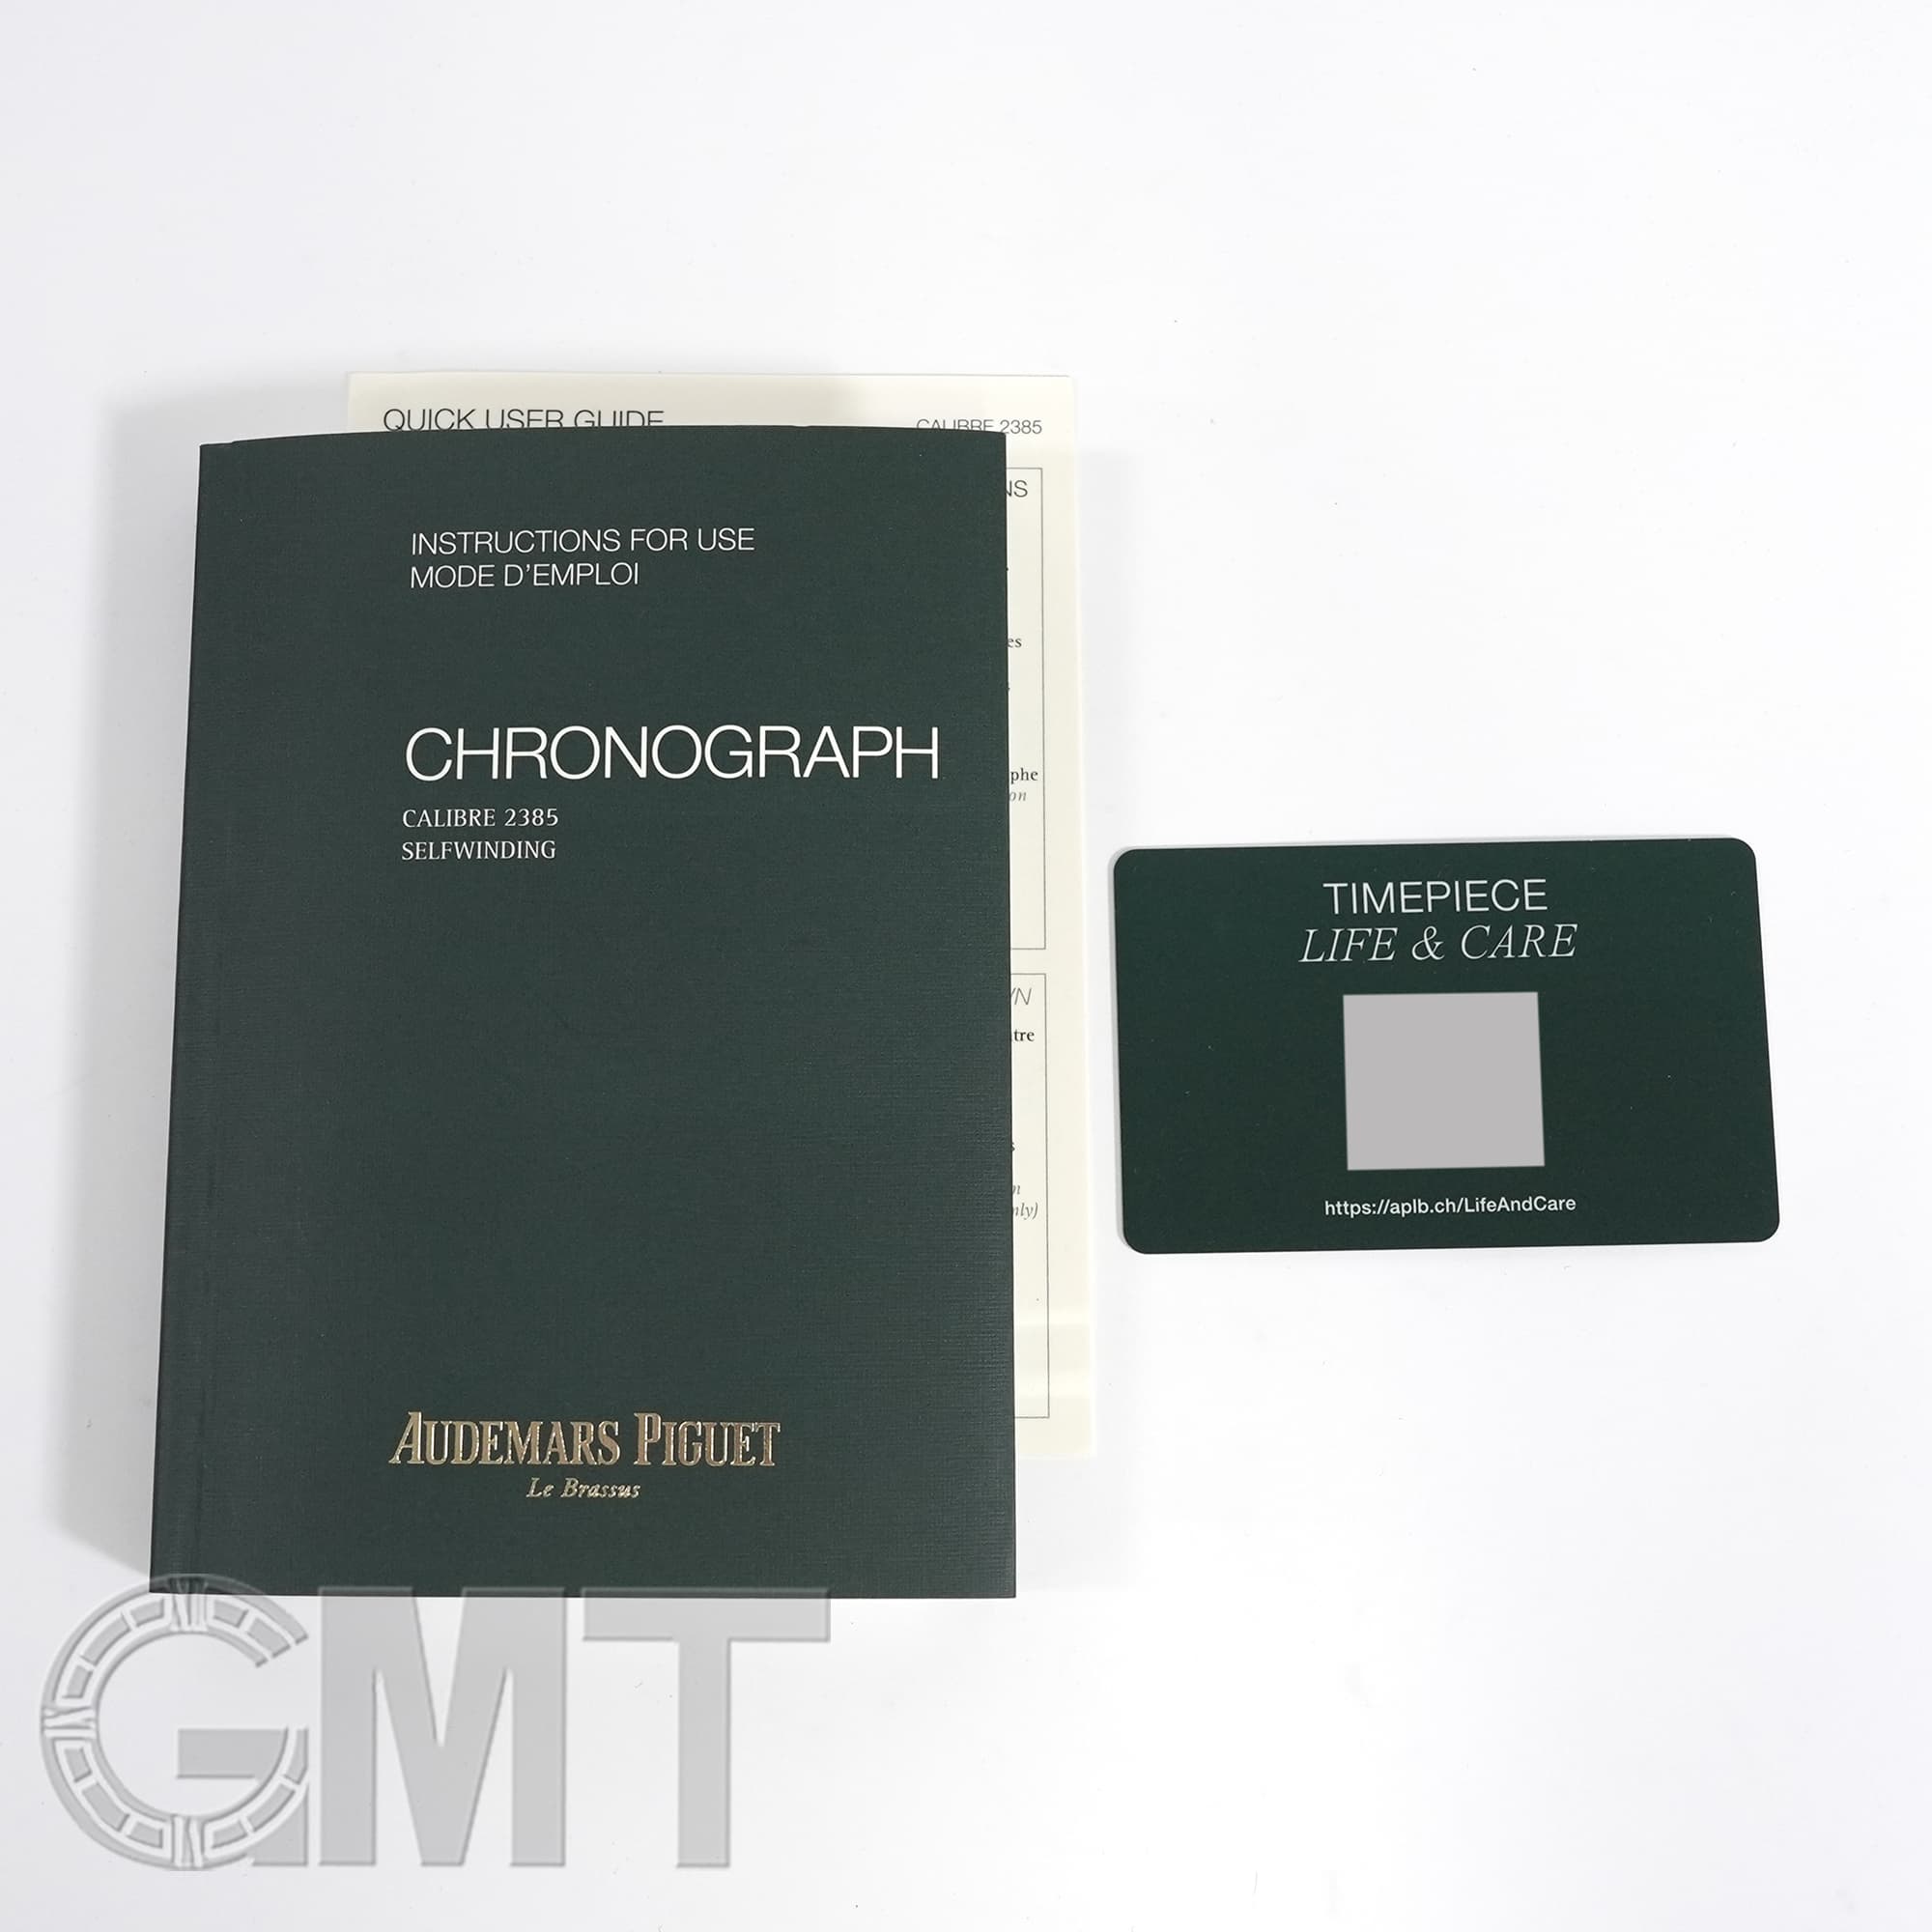 QUICK USER GUIDE
CALIBRE 2385
INSTRUCTIONS FOR USE
MODE D'EMPLOI
CHRONOGRAPH
CALIBRE 2385
SELFWINDING
AUDEMARS PIGUET
Le Brassus
TIMEPIECE
LIFE & CARE
https://aplb.ch/LifeAndCare
GMT